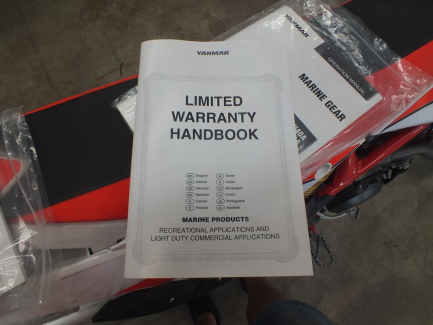 YANMAR
LIMITED
WARRANTY
HANDBOOK
English
Danish
German
Spanish
French
Finnish
Greek
Italian
Norwegian
Dutch
Portuguese
Swedish
MARINE PRODUCTS
RECREATIONAL APPLICATIONS AND
LIGHT DUTY COMMERCIAL APPLICATIONS
YANMAR
OPERATION MANUAL
MARINE GEAR